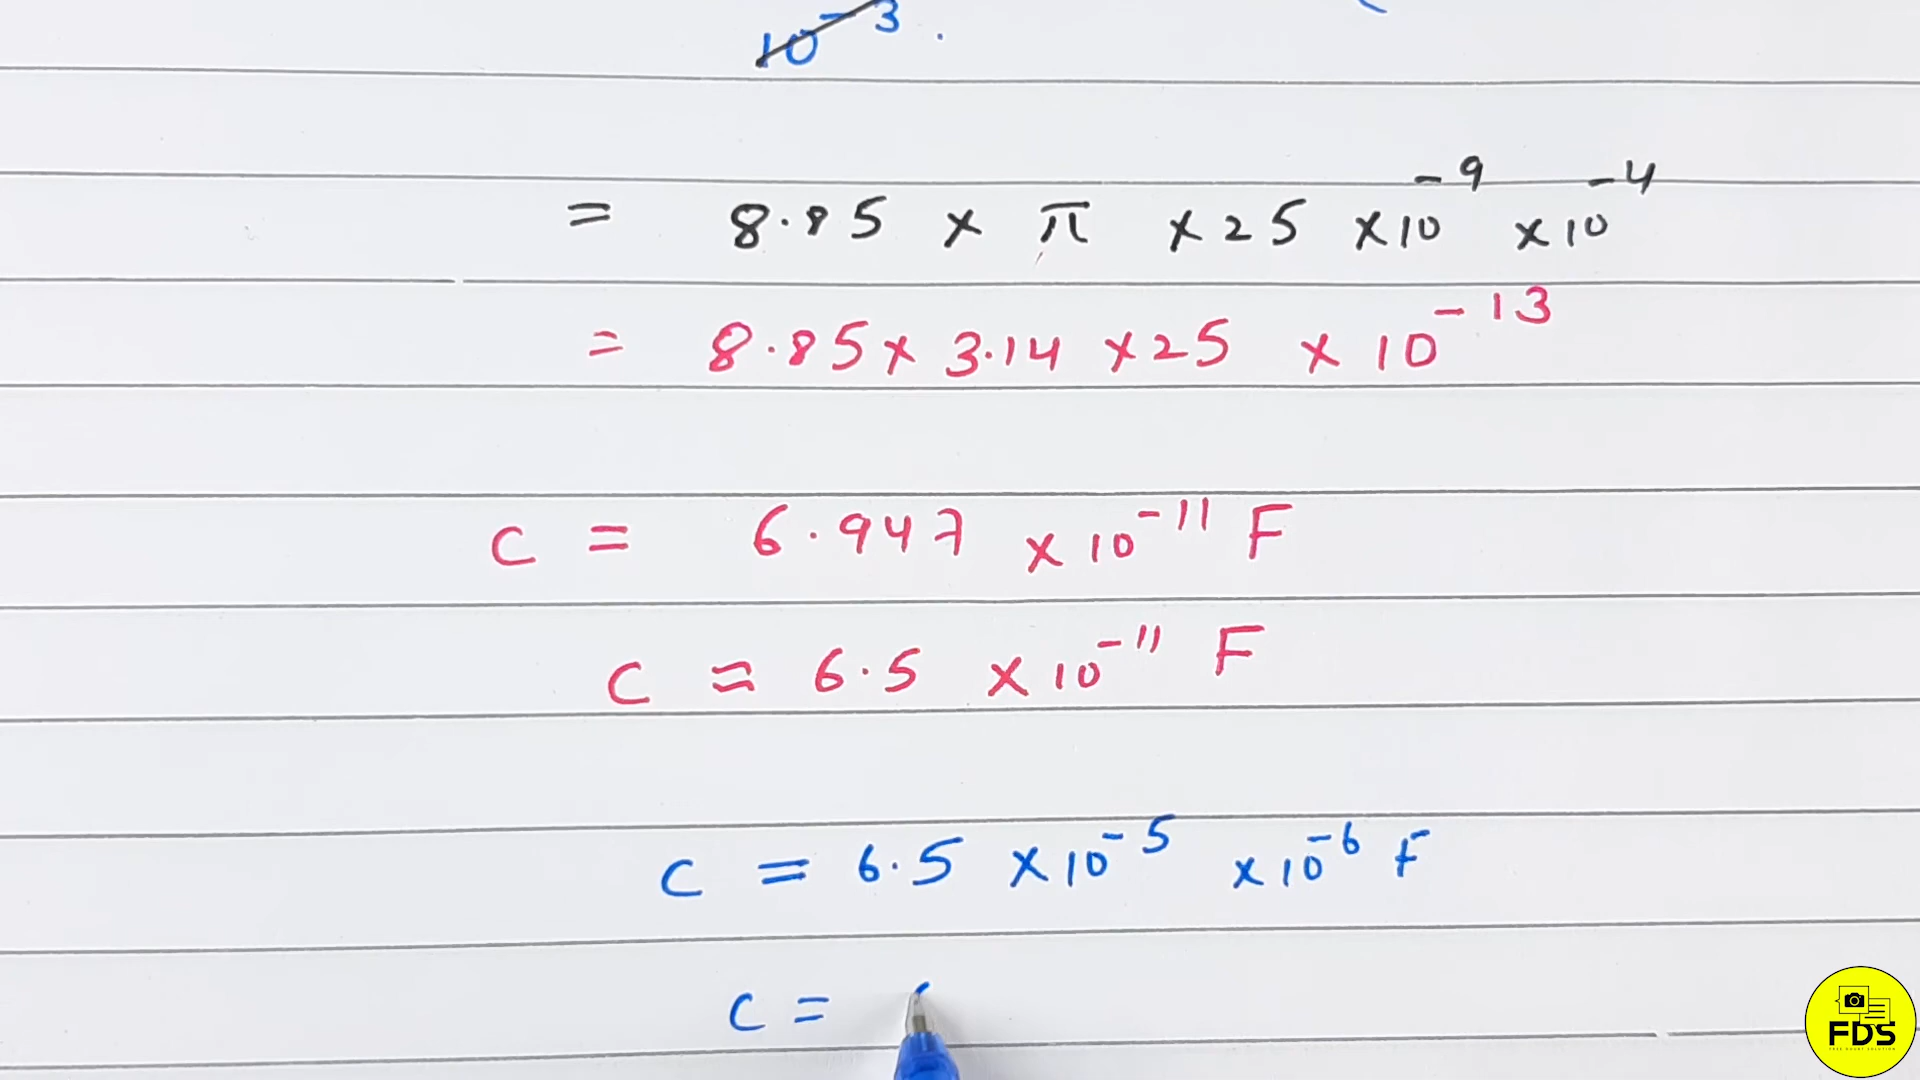 10⁻³.
= 8.85 × π × 25 × 10⁻⁹ × 10⁻⁴
= 8.85 × 3.14 × 25 × 10⁻¹³
C = 6.947 × 10⁻¹¹ F
C ≈ 6.5 × 10⁻¹¹ F
C = 6.5 × 10⁻⁵ × 10⁻⁶ F
C =
FDS